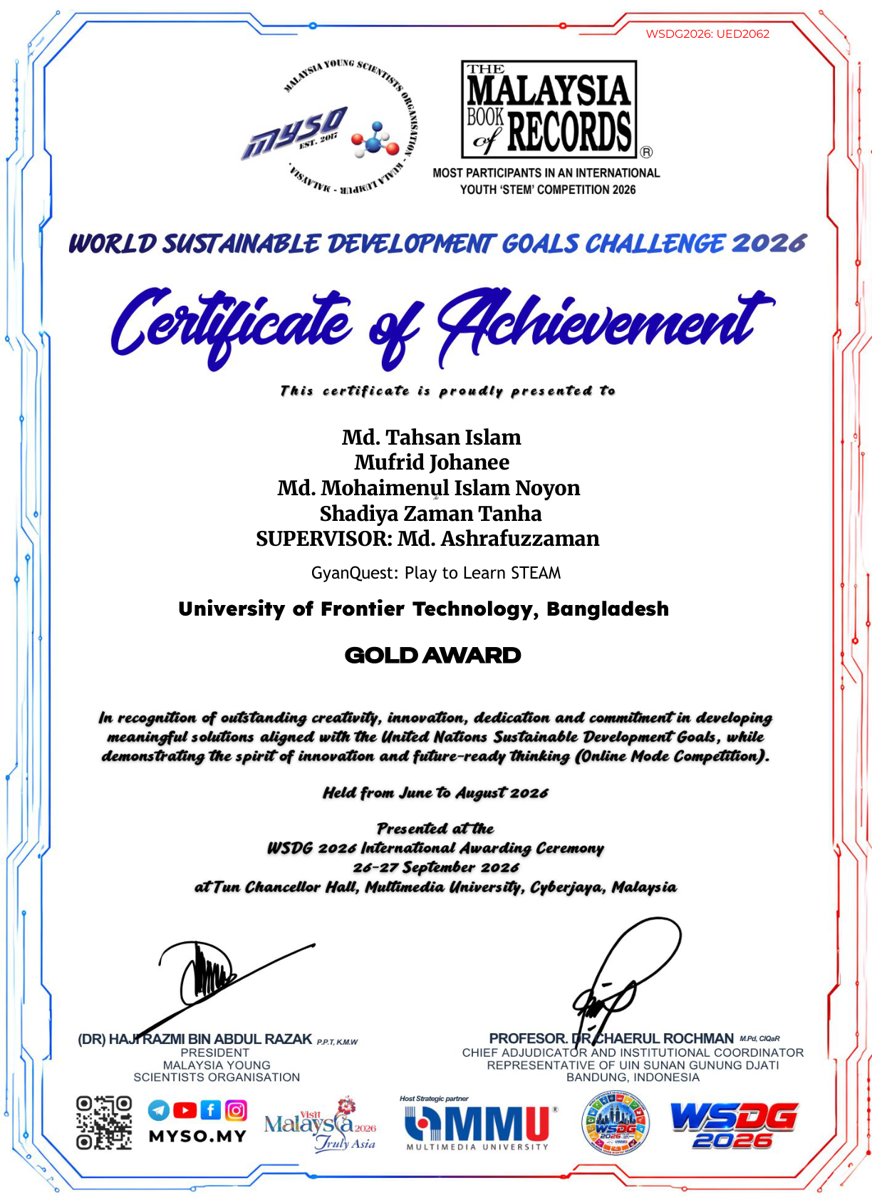 WSDG2026: UED2062
MALAYSIA YOUNG SCIENTISTS ORGANISATION - KUALA LUMPUR - MALAYSIA -
MYSO
EST. 2017
THE
MALAYSIA
BOOK
of RECORDS
®
MOST PARTICIPANTS IN AN INTERNATIONAL
YOUTH ‘STEM’ COMPETITION 2026
WORLD SUSTAINABLE DEVELOPMENT GOALS CHALLENGE 2026
Certificate of Achievement
This certificate is proudly presented to
Md. Tahsan Islam
Mufrid Johanee
Md. Mohaimenul Islam Noyon
Shadiya Zaman Tanha
SUPERVISOR: Md. Ashrafuzzaman
GyanQuest: Play to Learn STEAM
University of Frontier Technology, Bangladesh
GOLD AWARD
In recognition of outstanding creativity, innovation, dedication and commitment in developing
meaningful solutions aligned with the United Nations Sustainable Development Goals, while
demonstrating the spirit of innovation and future-ready thinking (Online Mode Competition).
Held from June to August 2026
Presented at the
WSDG 2026 International Awarding Ceremony
26-27 September 2026
at Tun Chancellor Hall, Multimedia University, Cyberjaya, Malaysia
(DR) HAJI RAZMI BIN ABDUL RAZAK P.P.T, K.M.W
PRESIDENT
MALAYSIA YOUNG
SCIENTISTS ORGANISATION
PROFESOR. DR. CHAERUL ROCHMAN M.Pd, CIQaR
CHIEF ADJUDICATOR AND INSTITUTIONAL COORDINATOR
REPRESENTATIVE OF UIN SUNAN GUNUNG DJATI
BANDUNG, INDONESIA
MYSO.MY
Visit
Malaysia 2026
Truly Asia
Host Strategic partner
MMU
MULTIMEDIA UNIVERSITY
WSDG
2026
WSDG
2026